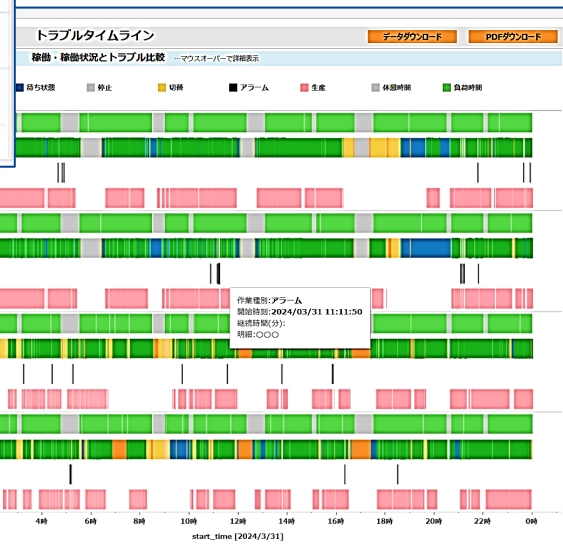 トラブルタイムライン
データダウンロード
PDFダウンロード
稼働・稼働状況とトラブル比較 …マウスオーバーで詳細表示
待ち状態 停止 切替 アラーム 生産 休憩時間 負荷時間
作業種別:アラーム
開始時刻:2024/03/31 11:11:50
継続時間(分):
明細:○○○
4時 6時 8時 10時 12時 14時 16時 18時 20時 22時 0時
start_time [2024/3/31]